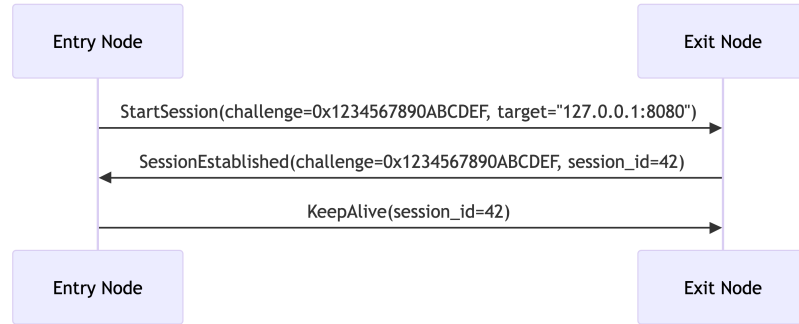 Entry Node
Exit Node
StartSession(challenge=0x1234567890ABCDEF, target="127.0.0.1:8080")
SessionEstablished(challenge=0x1234567890ABCDEF, session_id=42)
KeepAlive(session_id=42)
Entry Node
Exit Node